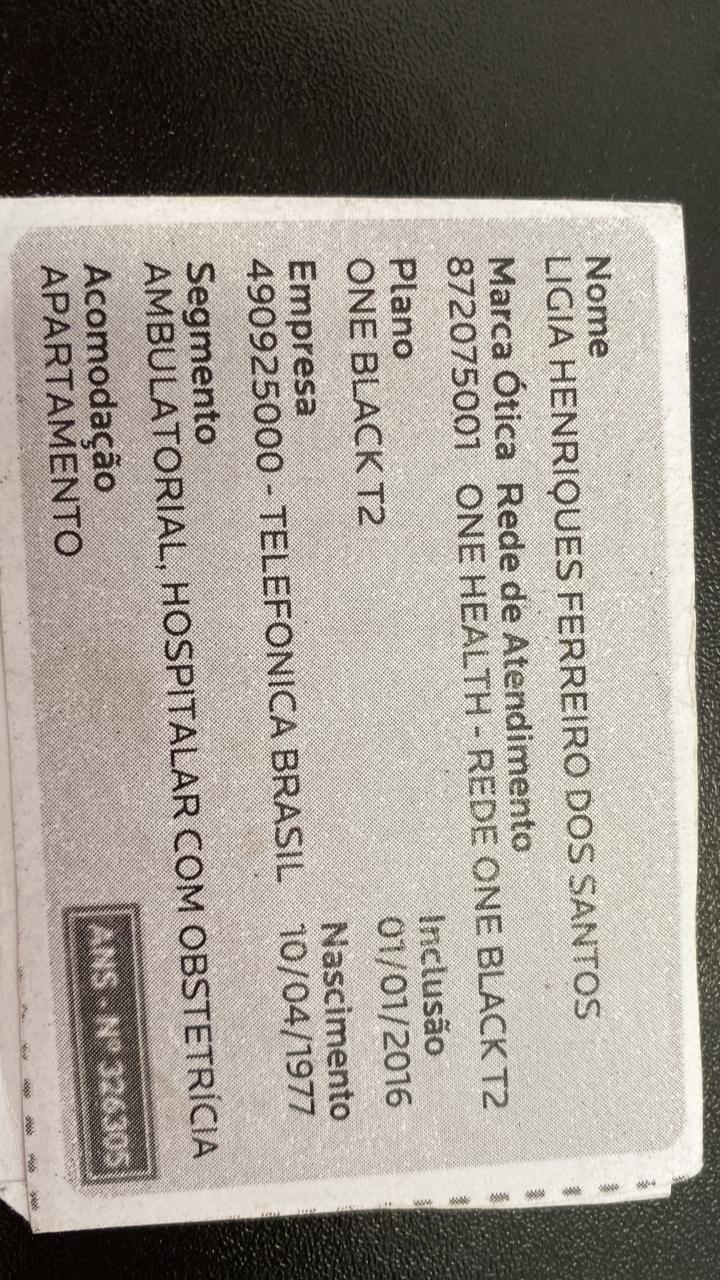 Nome
LIGIA HENRIQUES FERREIRO DOS SANTOS
Marca Ótica Rede de Atendimento
872075001 ONE HEALTH - REDE ONE BLACK T2
Plano Inclusão
ONE BLACK T2 01/01/2016
Empresa Nascimento
490925000 - TELEFONICA BRASIL 10/04/1977
Segmento
AMBULATORIAL, HOSPITALAR COM OBSTETRÍCIA
Acomodação
APARTAMENTO
ANS - Nº 326305